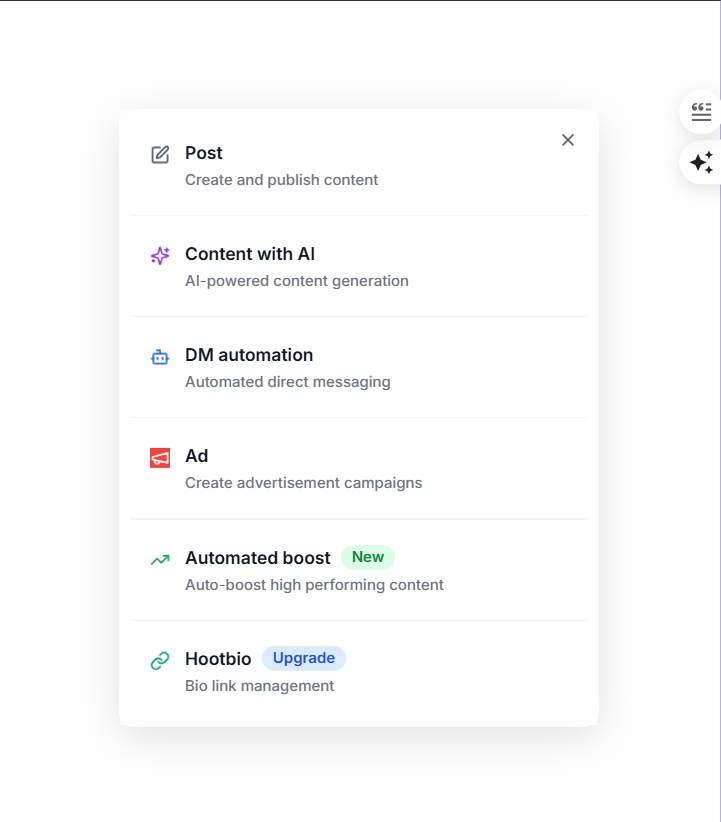 Post
Create and publish content
Content with AI
AI-powered content generation
DM automation
Automated direct messaging
Ad
Create advertisement campaigns
Automated boost New
Auto-boost high performing content
Hootbio Upgrade
Bio link management